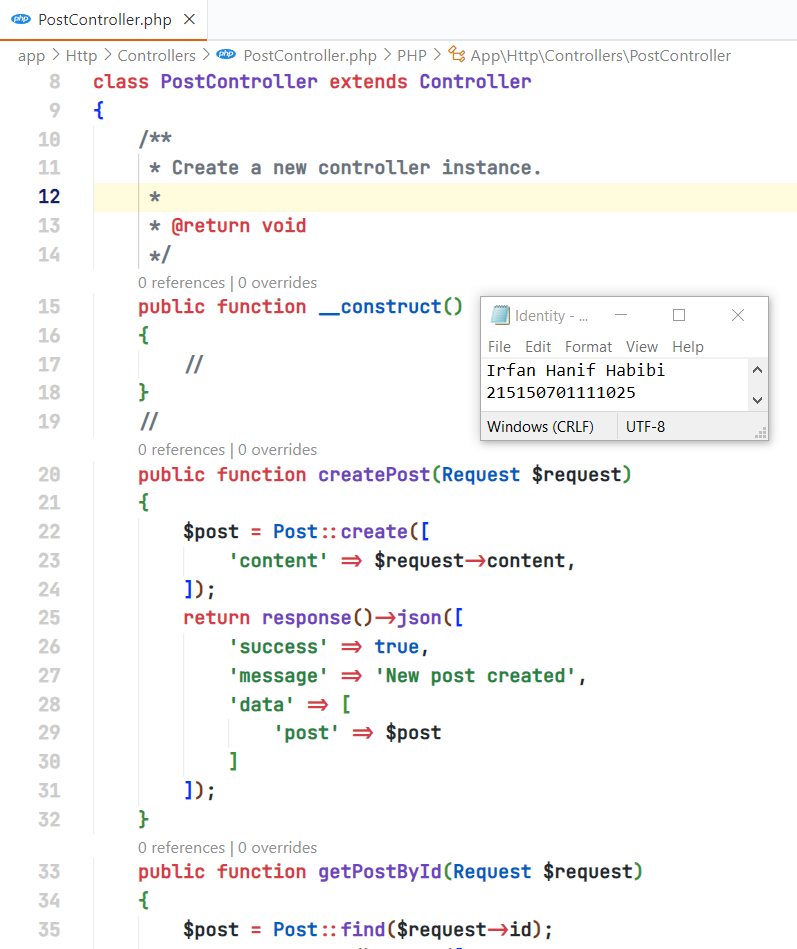 php PostController.php ×
app > Http > Controllers > php PostController.php > PHP > App\Http\Controllers\PostController
8 class PostController extends Controller
9 {
10 /**
11 * Create a new controller instance.
12 *
13 * @return void
14 */
0 references | 0 overrides
15 public function __construct()
16 {
17 //
18 }
19 //
Identity - ...
File Edit Format View Help
Irfan Hanif Habibi
215150701111025
Windows (CRLF) UTF-8
0 references | 0 overrides
20 public function createPost(Request $request)
21 {
22 $post = Post::create([
23 'content' => $request->content,
24 ]);
25 return response()->json([
26 'success' => true,
27 'message' => 'New post created',
28 'data' => [
29 'post' => $post
30 ]
31 ]);
32 }
0 references | 0 overrides
33 public function getPostById(Request $request)
34 {
35 $post = Post::find($request->id);